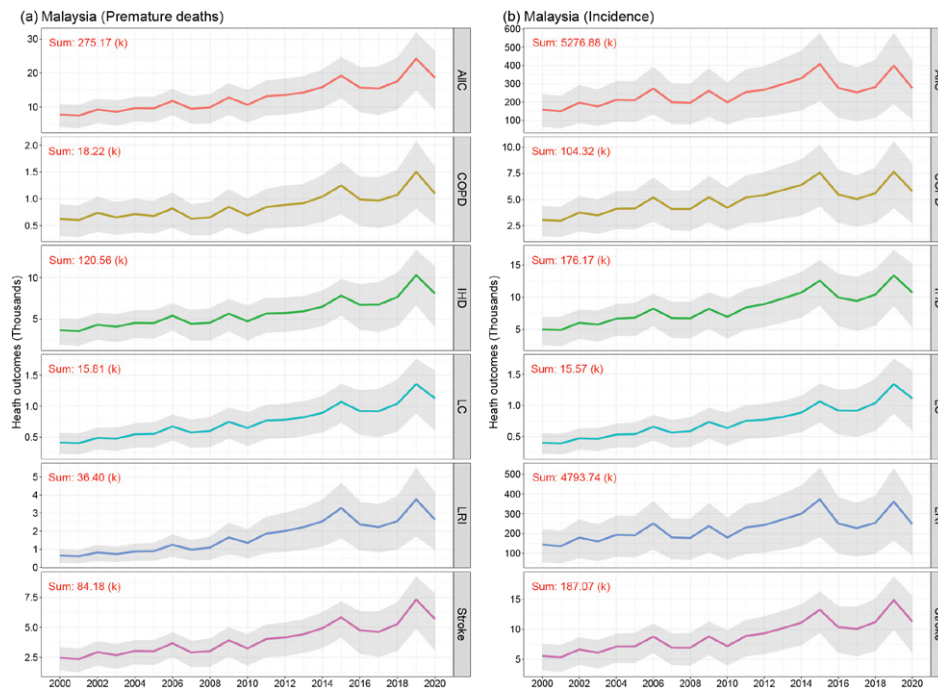 (a) Malaysia (Premature deaths)
Heath outcomes (Thousands)
Sum: 275.17 (k)
30
20
10
AllC
Sum: 18.22 (k)
2.0
1.5
1.0
0.5
COPD
Sum: 120.56 (k)
10
5
IHD
Sum: 15.81 (k)
1.5
1.0
0.5
LC
Sum: 36.40 (k)
5
4
3
2
1
0
LRI
Sum: 84.18 (k)
7.5
5.0
2.5
Stroke
2000 2002 2004 2006 2008 2010 2012 2014 2016 2018 2020
(b) Malaysia (Incidence)
Heath outcomes (Thousands)
Sum: 5276.88 (k)
600
500
400
300
200
100
Sum: 104.32 (k)
10.0
7.5
5.0
2.5
Sum: 176.17 (k)
15
10
5
Sum: 15.57 (k)
1.5
1.0
0.5
Sum: 4793.74 (k)
500
400
300
200
100
Sum: 187.07 (k)
15
10
5
2000 2002 2004 2006 2008 2010 2012 2014 2016 2018 2020